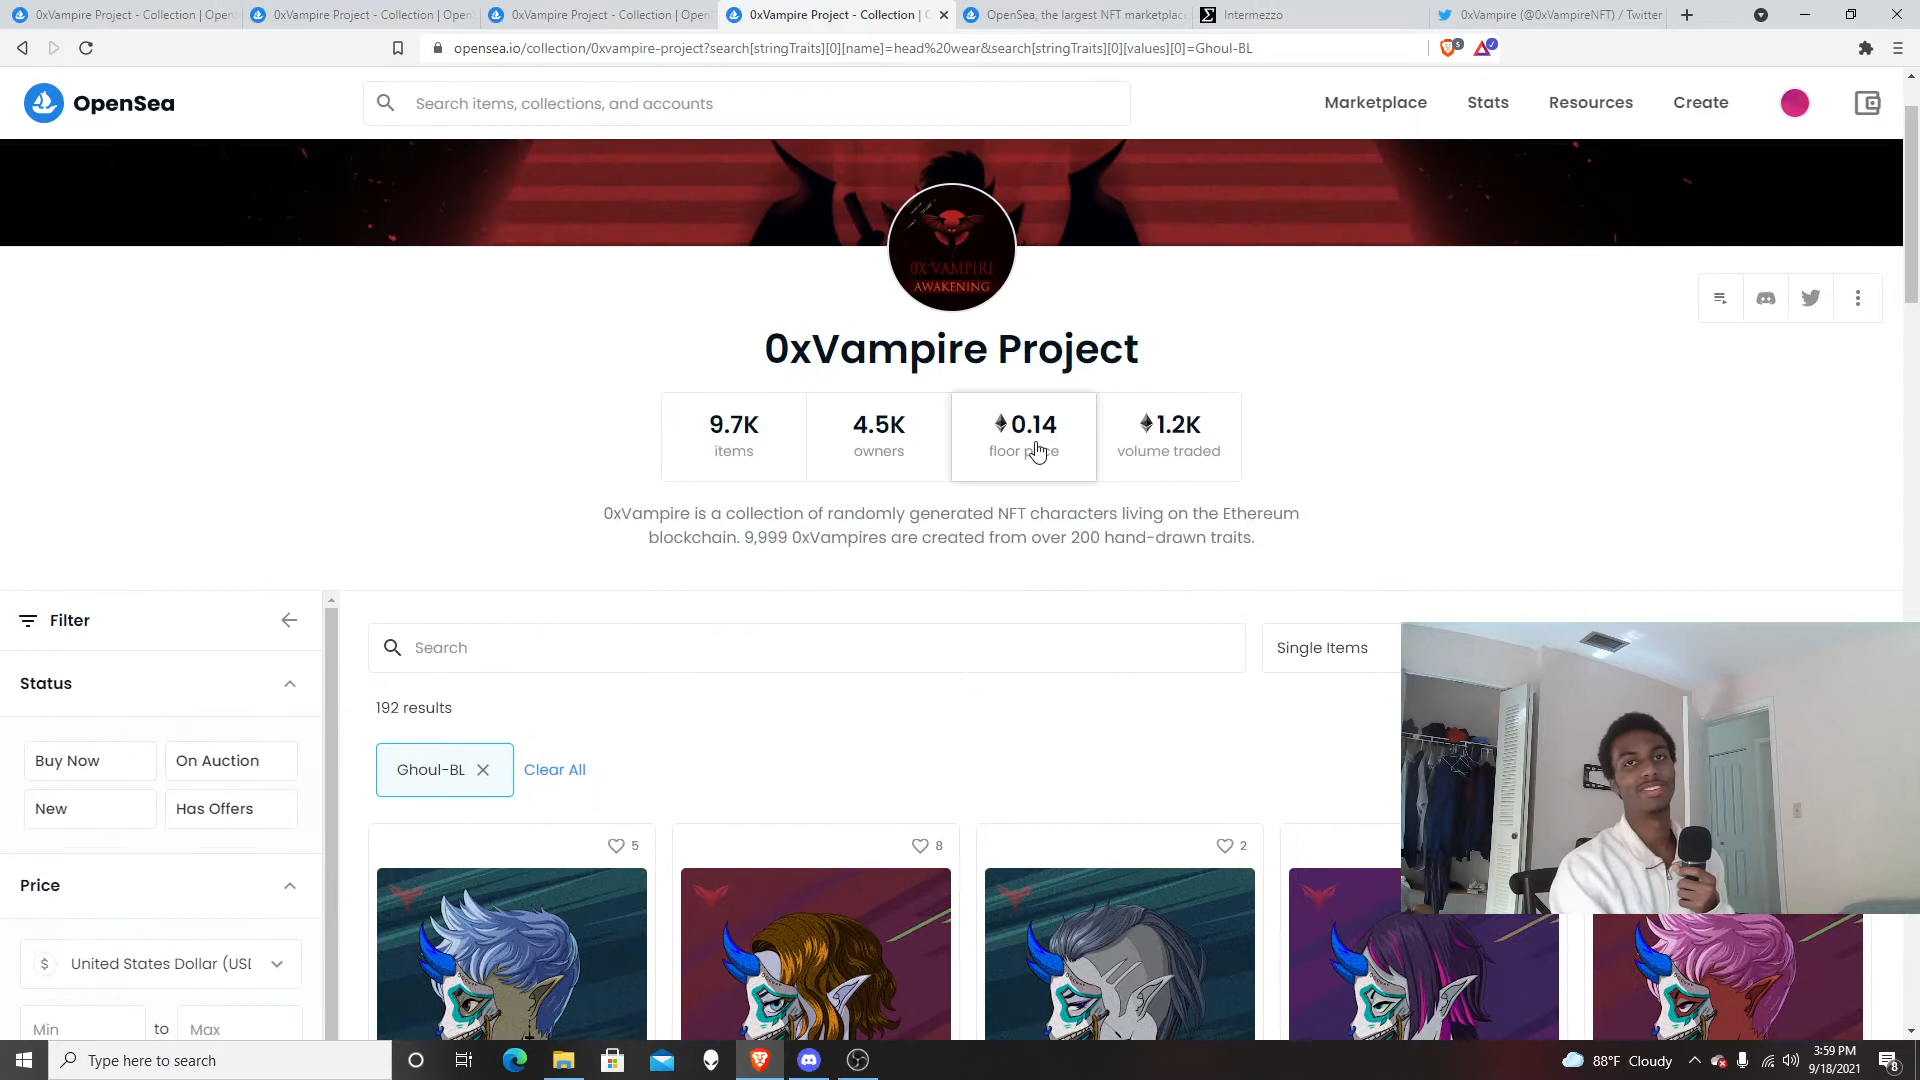 0xVampire Project - Collection | Open
0xVampire Project - Collection | Open
0xVampire Project - Collection | Open
0xVampire Project - Collection |
OpenSea, the largest NFT marketplac
Intermezzo
0xVampire (@0xVampireNFT) / Twitter
opensea.io/collection/0xvampire-project?search[stringTraits][0][name]=head%20wear&search[stringTraits][0][values][0]=Ghoul-BL
5
OpenSea
Search items, collections, and accounts
Marketplace
Stats
Resources
Create
0X-VAMPIRE
AWAKENING
0xVampire Project
9.7K
4.5K
0.14
1.2K
items
owners
floor price
volume traded
0xVampire is a collection of randomly generated NFT characters living on the Ethereum
blockchain. 9,999 0xVampires are created from over 200 hand-drawn traits.
Filter
Search
Single Items
Status
192 results
Buy Now
On Auction
Ghoul-BL
Clear All
New
Has Offers
5
8
2
Price
$ United States Dollar (USD
Min
to
Max
Type here to search
88°F Cloudy
3:59 PM
9/18/2021
8